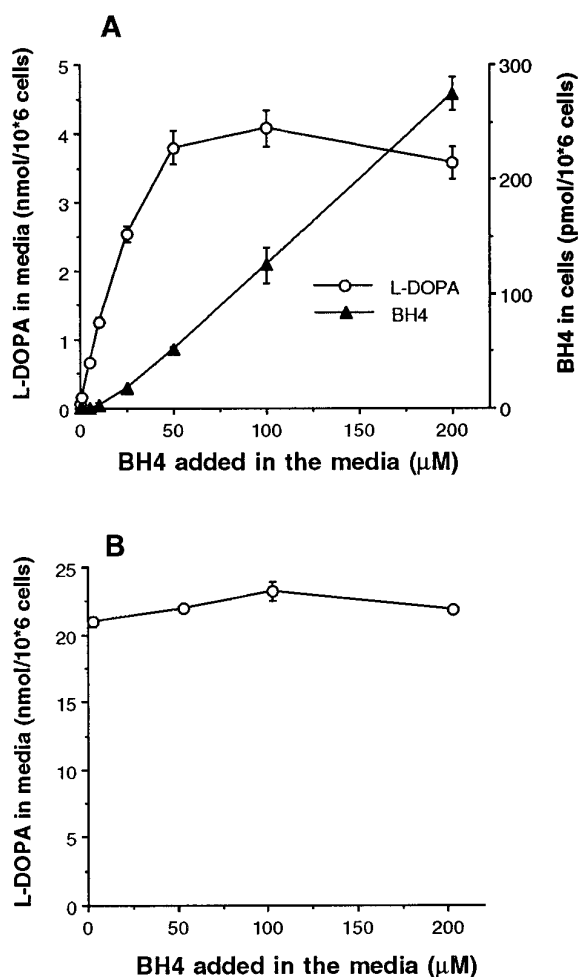 A
L-DOPA in media (nmol/10*6 cells)
5
4
3
2
1
0
BH4 in cells (pmol/10*6 cells)
300
200
100
0
L-DOPA
BH4
0 50 100 150 200
BH4 added in the media (μM)
B
L-DOPA in media (nmol/10*6 cells)
25
20
15
10
5
0
0 50 100 150 200
BH4 added in the media (μM)